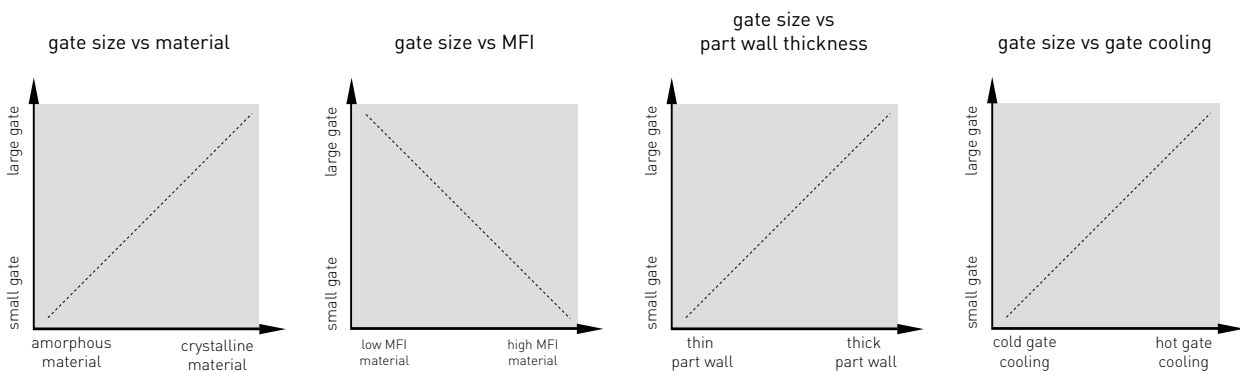 gate size vs material
large gate
small gate
amorphous
material
crystalline
material
gate size vs MFI
large gate
small gate
low MFI
material
high MFI
material
gate size vs
part wall thickness
large gate
small gate
thin
part wall
thick
part wall
gate size vs gate cooling
large gate
small gate
cold gate
cooling
hot gate
cooling